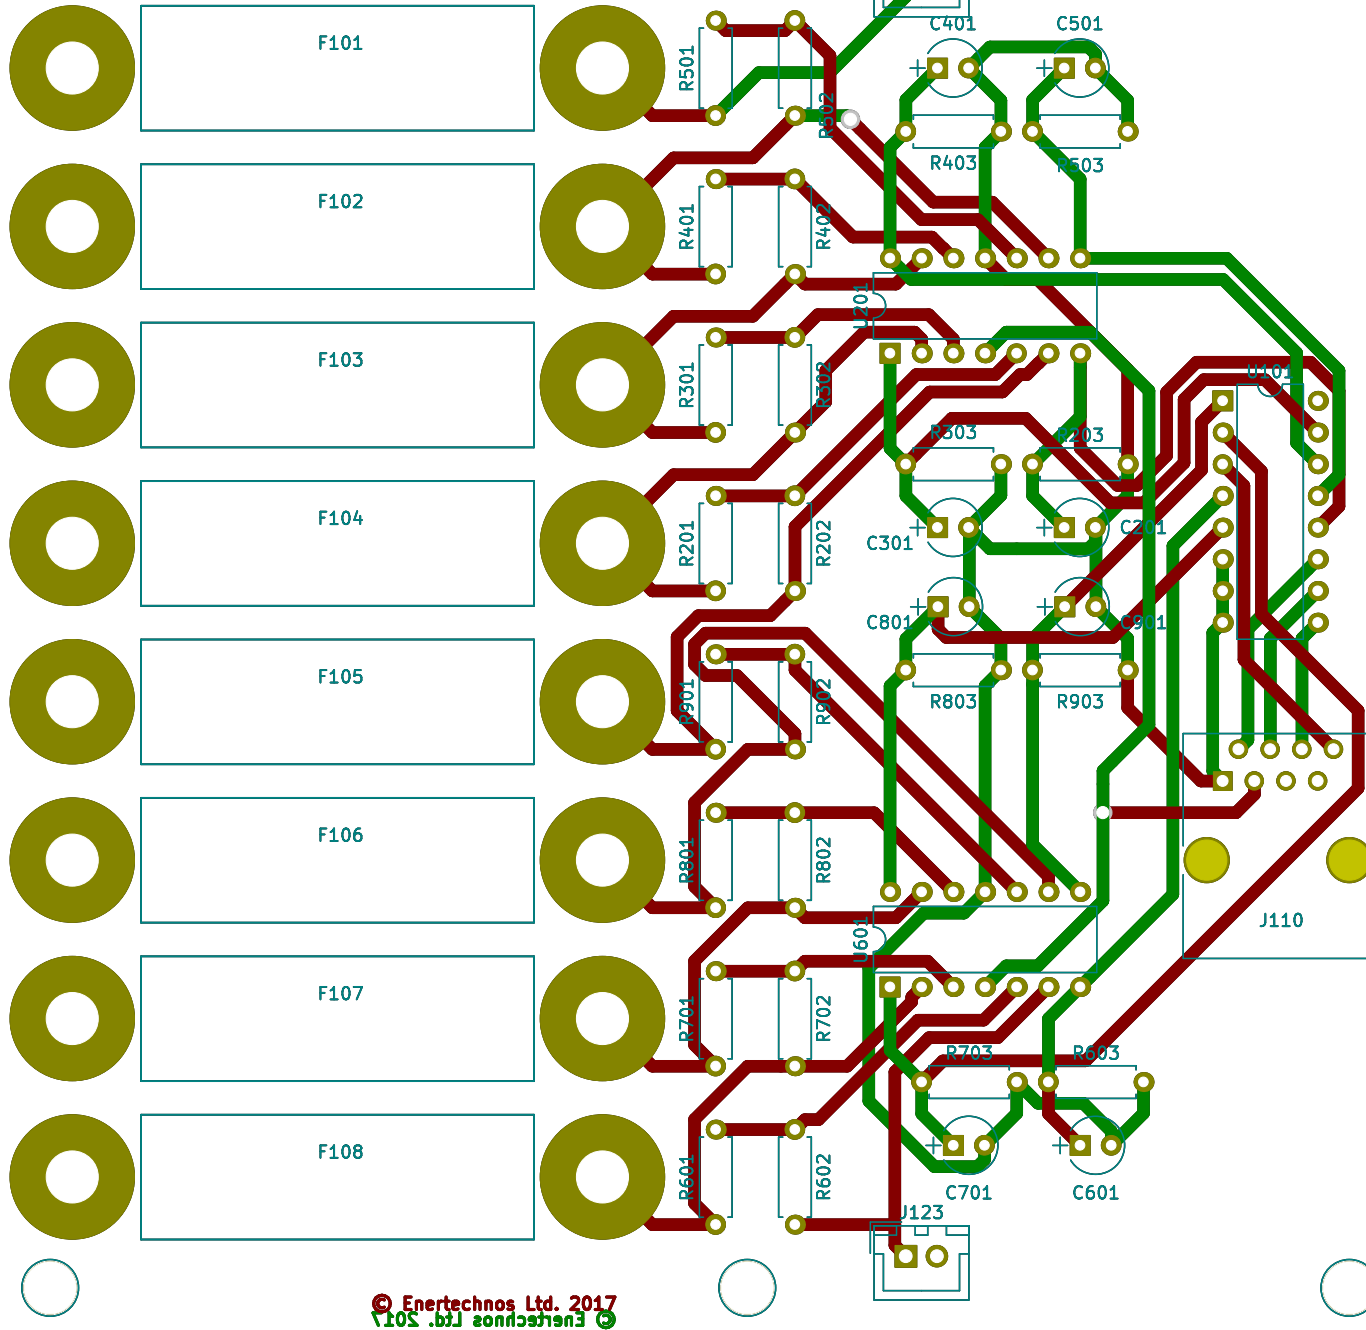 C401 C501
F101
R501
R502
R403 R503
F102
R401
R402
U201
F103
R301
R302
U101
R303 R203
F104
R201
R202
C301
C201
C801
C901
F105
R901
R902
R803 R903
F106
R801
R802
J110
U601
F107
R701
R702
R703 R603
F108
R601
R602
C701 C601
J123
© Enertechnos Ltd. 2017
© Enertechnos Ltd. 2017